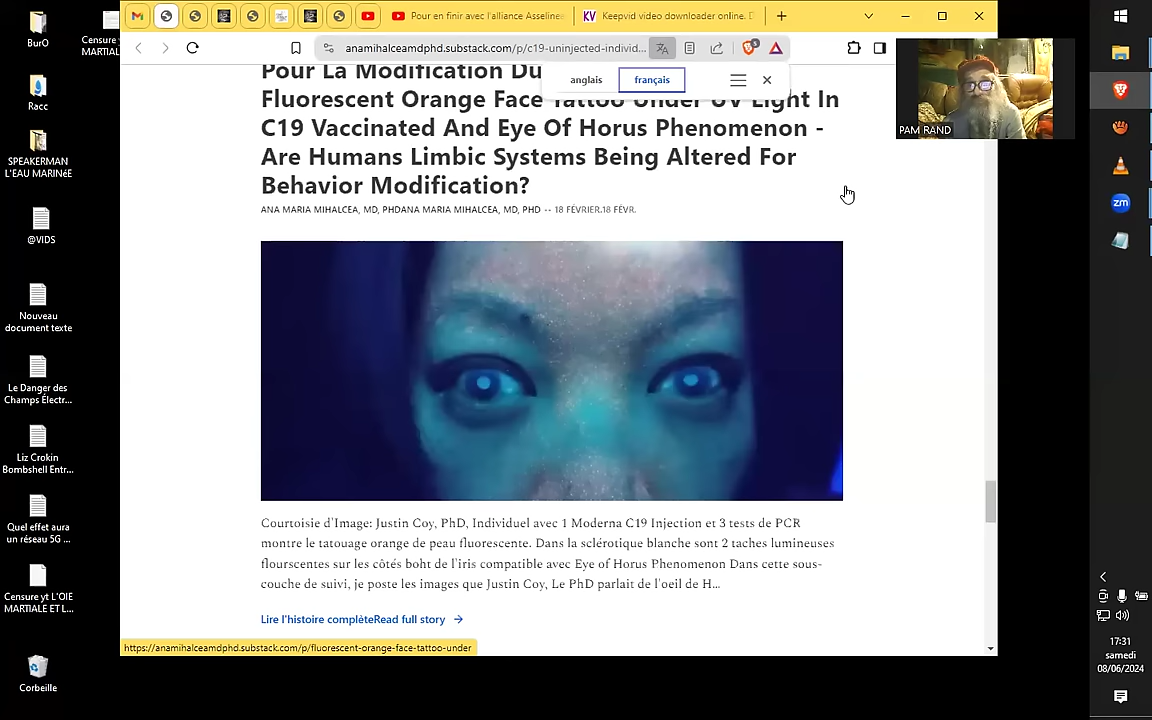 BurO
Censure ...
MARTIAL...
Racc
SPEAKERMAN
L'EAU MARINéE
@VIDS
Nouveau
document texte
Le Danger des
Champs Électr...
Liz Crokin
Bombshell Entr...
Quel effet aura
un réseau 5G ...
Censure yt L'OIE
MARTIALE ET L...
Corbeille
Pour en finir avec l'alliance Asseline
KV Keepvid video downloader online. D
anamihalceamdphd.substack.com/p/c19-uninjected-individ...
anglais
français
Pour La Modification Du
Fluorescent Orange Face Tattoo Under UV Light In
C19 Vaccinated And Eye Of Horus Phenomenon -
Are Humans Limbic Systems Being Altered For
Behavior Modification?
ANA MARIA MIHALCEA, MD, PHDANA MARIA MIHALCEA, MD, PHD -- 18 FÉVRIER.18 FÉVR.
Courtoisie d'Image: Justin Coy, PhD, Individuel avec 1 Moderna C19 Injection et 3 tests de PCR
montre le tatouage orange de peau fluorescente. Dans la sclérotique blanche sont 2 taches lumineuses
flourscentes sur les côtés boht de l'iris compatible avec Eye of Horus Phenomenon Dans cette sous-
couche de suivi, je poste les images que Justin Coy, Le PhD parlait de l'oeil de H...
Lire l'histoire complèteRead full story
https://anamihalceamdphd.substack.com/p/fluorescent-orange-face-tattoo-under
PAM RAND
zm
17:31
samedi
08/06/2024